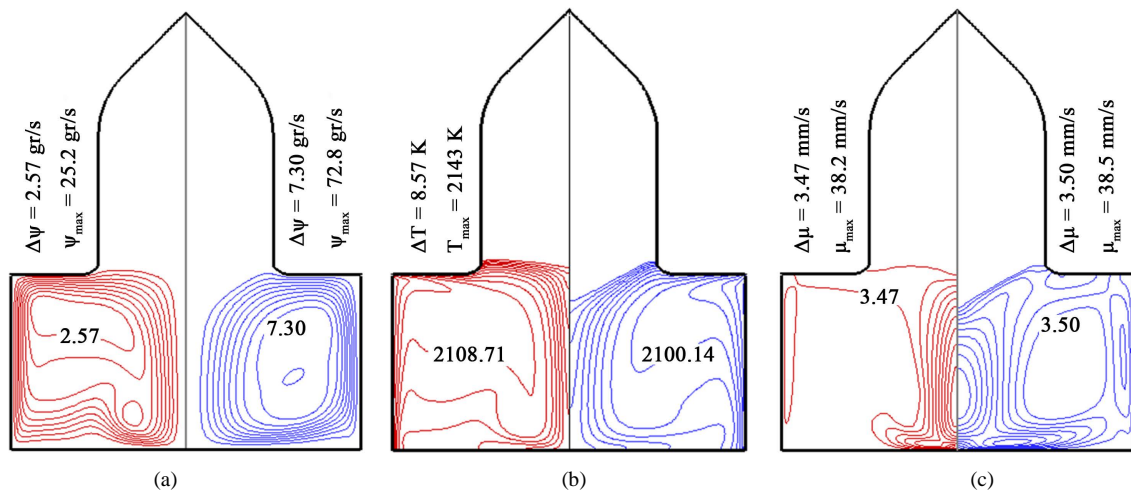 Δψ = 2.57 gr/s
ψmax = 25.2 gr/s
Δψ = 7.30 gr/s
ψmax = 72.8 gr/s
2.57
7.30
(a)
ΔT = 8.57 K
Tmax = 2143 K
2108.71
2100.14
(b)
Δμ = 3.47 mm/s
μmax = 38.2 mm/s
Δμ = 3.50 mm/s
μmax = 38.5 mm/s
3.47
3.50
(c)